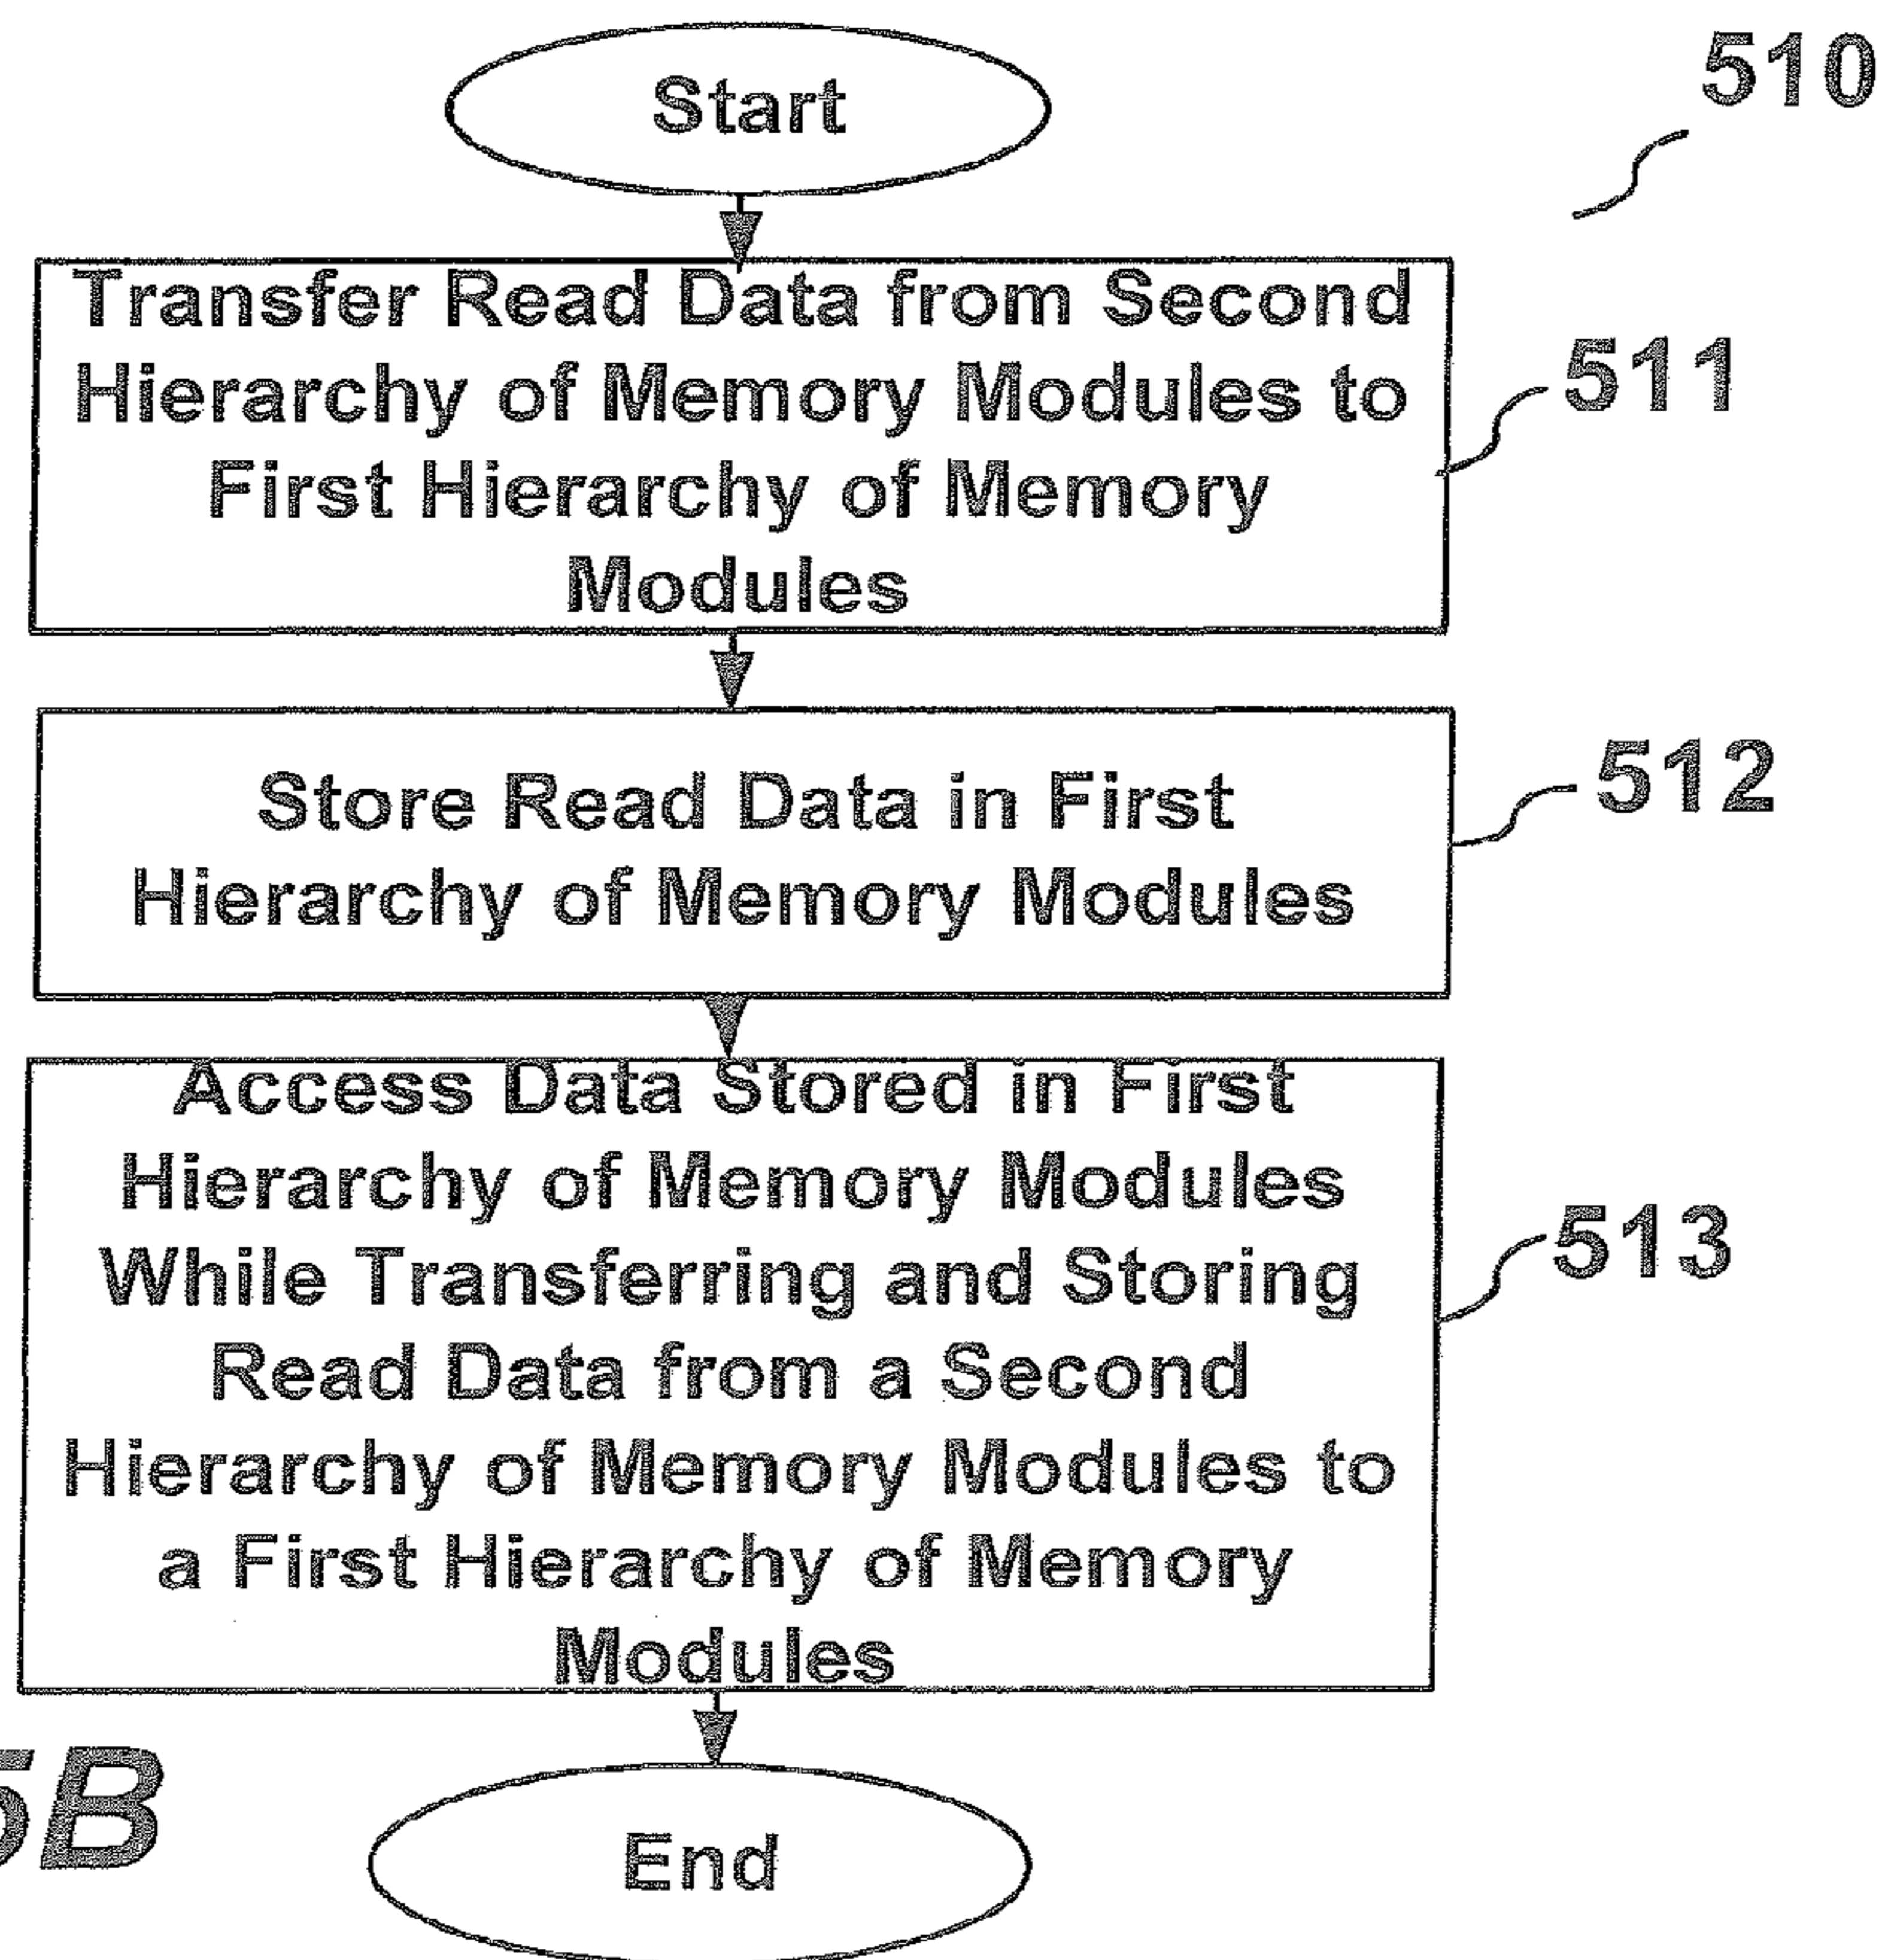 Start
510
Transfer Read Data from Second
Hierarchy of Memory Modules to
First Hierarchy of Memory
Modules
511
Store Read Data in First
Hierarchy of Memory Modules
512
Access Data Stored in First
Hierarchy of Memory Modules
While Transferring and Storing
Read Data from a Second
Hierarchy of Memory Modules to
a First Hierarchy of Memory
Modules
513
5B
End